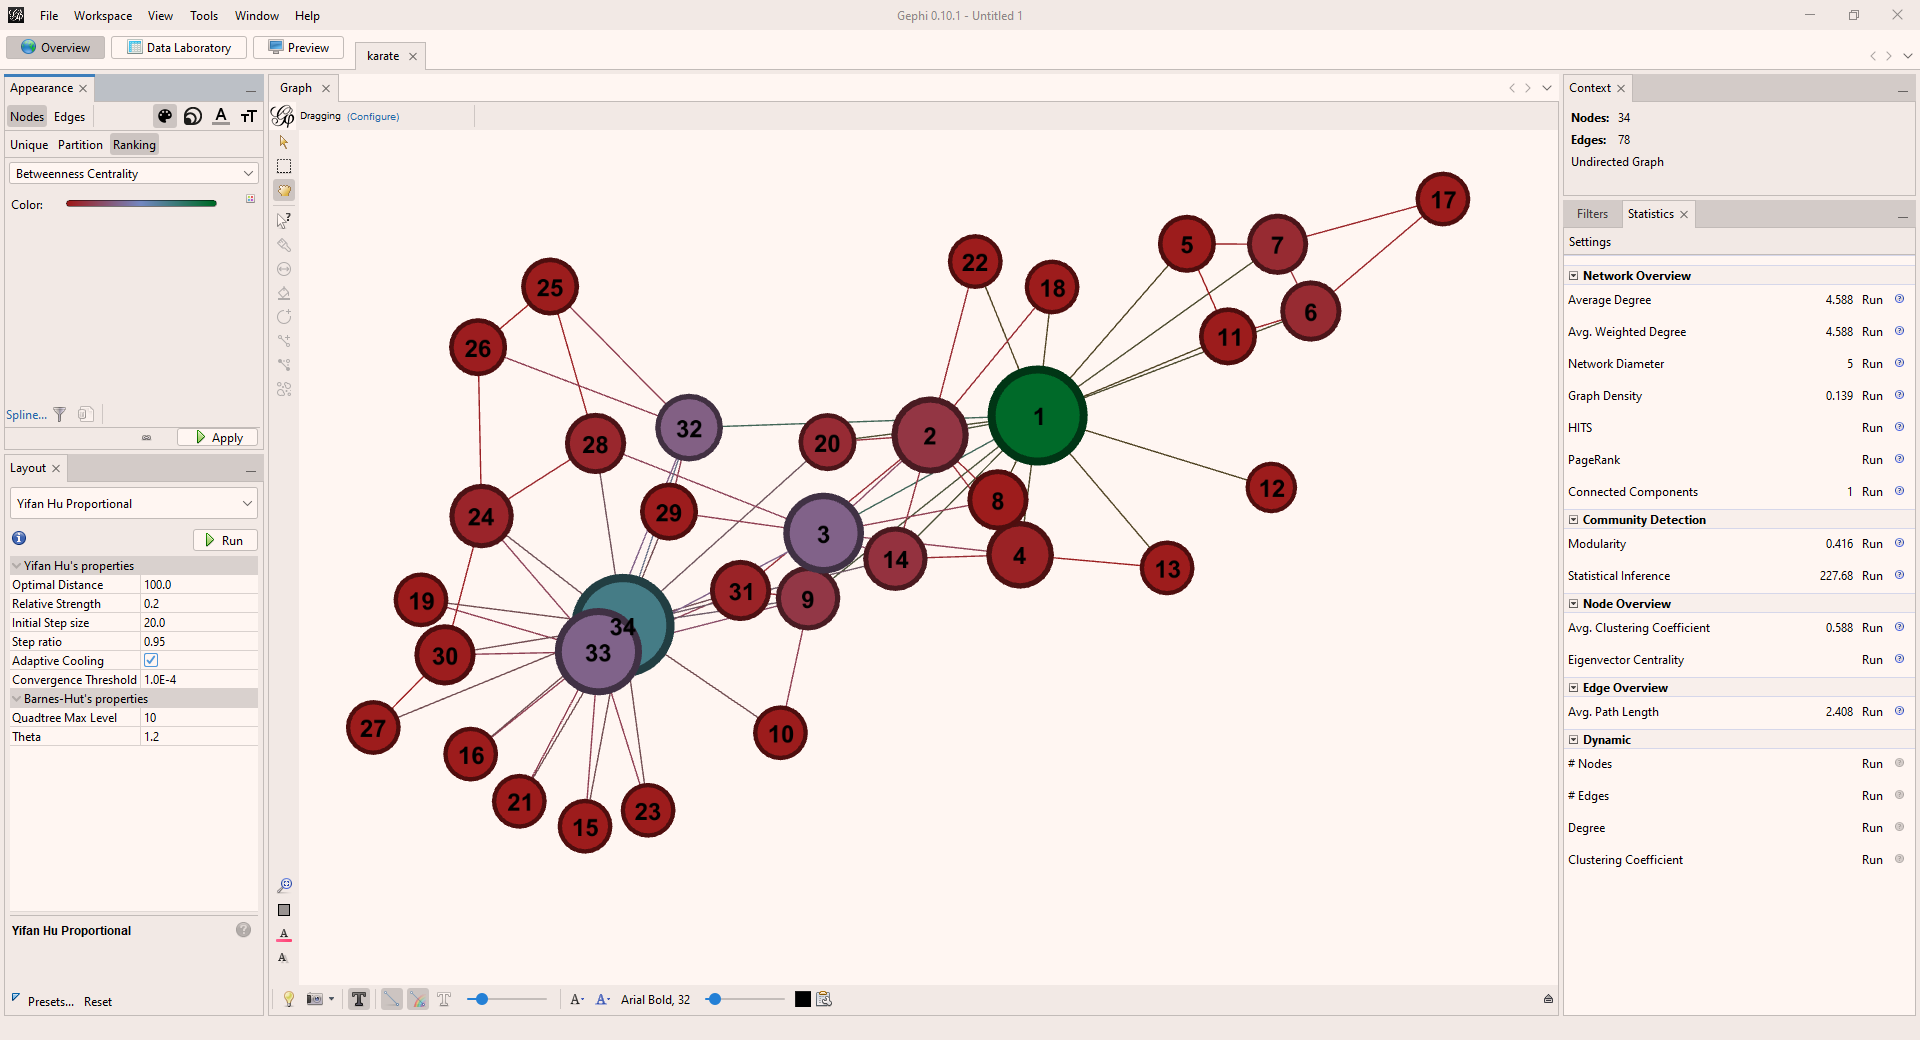 File Workspace View Tools Window Help
Gephi 0.10.1 - Untitled 1
Overview Data Laboratory Preview
karate
Appearance
Nodes Edges
Unique Partition Ranking
Betweenness Centrality
Color:
Spline...
Apply
Layout
Yifan Hu Proportional
Run
Yifan Hu's properties
Optimal Distance 100.0
Relative Strength 0.2
Initial Step size 20.0
Step ratio 0.95
Adaptive Cooling
Convergence Threshold 1.0E-4
Barnes-Hut's properties
Quadtree Max Level 10
Theta 1.2
Yifan Hu Proportional
Presets... Reset
Graph
Dragging (Configure)
17
5 7
22
18
25
6
11
26
1
32
20 2
28
12
8
29
24
3
14 4
13
31
9
19
34
33
30
27
10
16
21
23
15
Arial Bold, 32
Context
Nodes: 34
Edges: 78
Undirected Graph
Filters Statistics
Settings
Network Overview
Average Degree 4.588 Run
Avg. Weighted Degree 4.588 Run
Network Diameter 5 Run
Graph Density 0.139 Run
HITS Run
PageRank Run
Connected Components 1 Run
Community Detection
Modularity 0.416 Run
Statistical Inference 227.68 Run
Node Overview
Avg. Clustering Coefficient 0.588 Run
Eigenvector Centrality Run
Edge Overview
Avg. Path Length 2.408 Run
Dynamic
# Nodes Run
# Edges Run
Degree Run
Clustering Coefficient Run